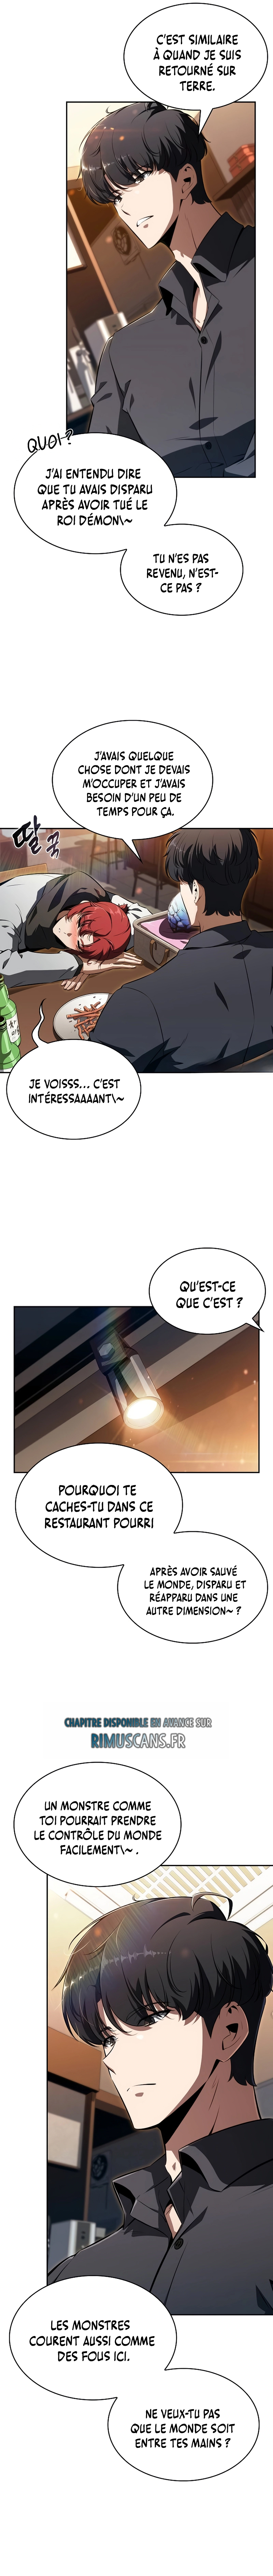 C'EST SIMILAIRE
À QUAND JE SUIS
RETOURNÉ SUR
TERRE.
QUOI ?
J'AI ENTENDU DIRE
QUE TU AVAIS DISPARU
APRÈS AVOIR TUÉ LE
ROI DÉMON\~
TU N'ES PAS
REVENU, N'EST-
CE PAS ?
J'AVAIS QUELQUE
CHOSE DONT JE DEVAIS
M'OCCUPER ET J'AVAIS
BESOIN D'UN PEU DE
TEMPS POUR ÇA.
딸꾹
JE VOISSS... C'EST
INTÉRESSAAAANT\~
QU'EST-CE
QUE C'EST ?
POURQUOI TE
CACHES-TU DANS CE
RESTAURANT POURRI
APRÈS AVOIR SAUVÉ
LE MONDE, DISPARU ET
RÉAPPARU DANS UNE
AUTRE DIMENSION~ ?
CHAPITRE DISPONIBLE EN AVANCE SUR
RIMUSCANS.FR
UN MONSTRE COMME
TOI POURRAIT PRENDRE
LE CONTRÔLE DU MONDE
FACILEMENT\~ .
LES MONSTRES
COURENT AUSSI COMME
DES FOUS ICI.
NE VEUX-TU PAS
QUE LE MONDE SOIT
ENTRE TES MAINS ?